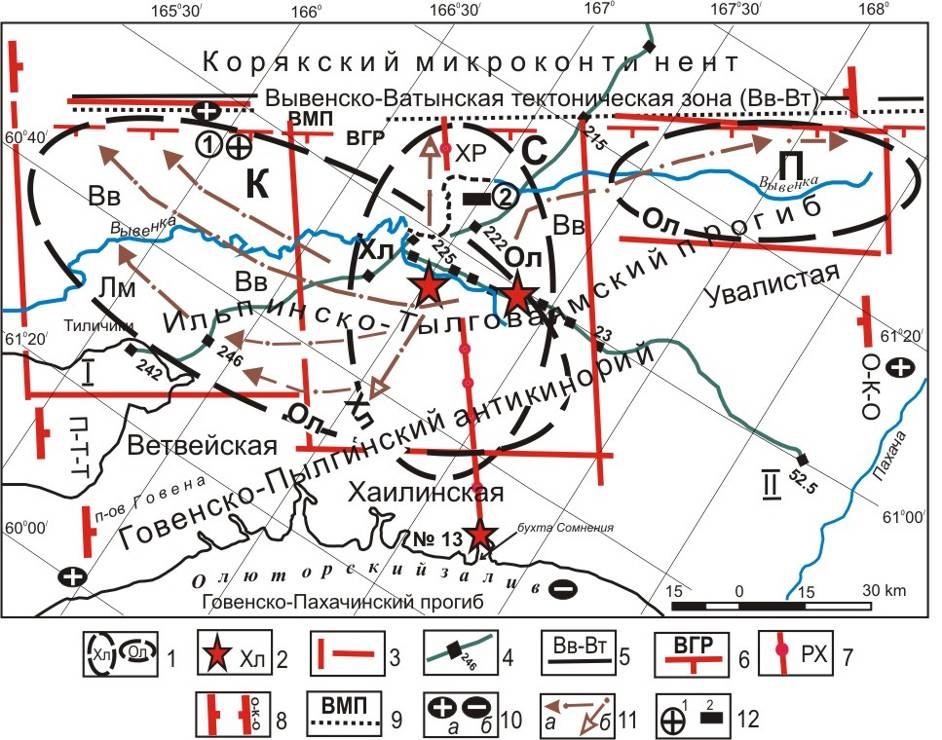 165°30'
166°
166°30'
167°
167°30'
168°
Корякский микроконти нент
Вывенско-Ватынская тектоническая зона (Вв-Вт)
ВМП
ВГР
60°40'
215
1
К
ХР
С
П
Вывенка
2
Вв
Вв
Ол
Вывенка
222
Хл
225
Ол
Лм
Вв
Увалистая
Ильпинско-Тылговаямский прогиб
Тиличики
61°20'
23
61°20'
246
242
I
О-К-О
Ол
Хл
П-Т-Т
Ветвейская
Говенско-Пылгинский антиклинорий
Пахача
II
52.5
Хаилинская
п-ов Говена
60°00'
61°00'
№ 13
бухта Сомнения
Олюторский залив
Говенско-Пахачинский прогиб
15 0 15 30 km
Хл Ол 1
Хл 2
3
246 4
Вв-Вт 5
ВГР 6
РХ 7
О-К-О 8
ВМП 9
а б 10
а б 11
1 2 12